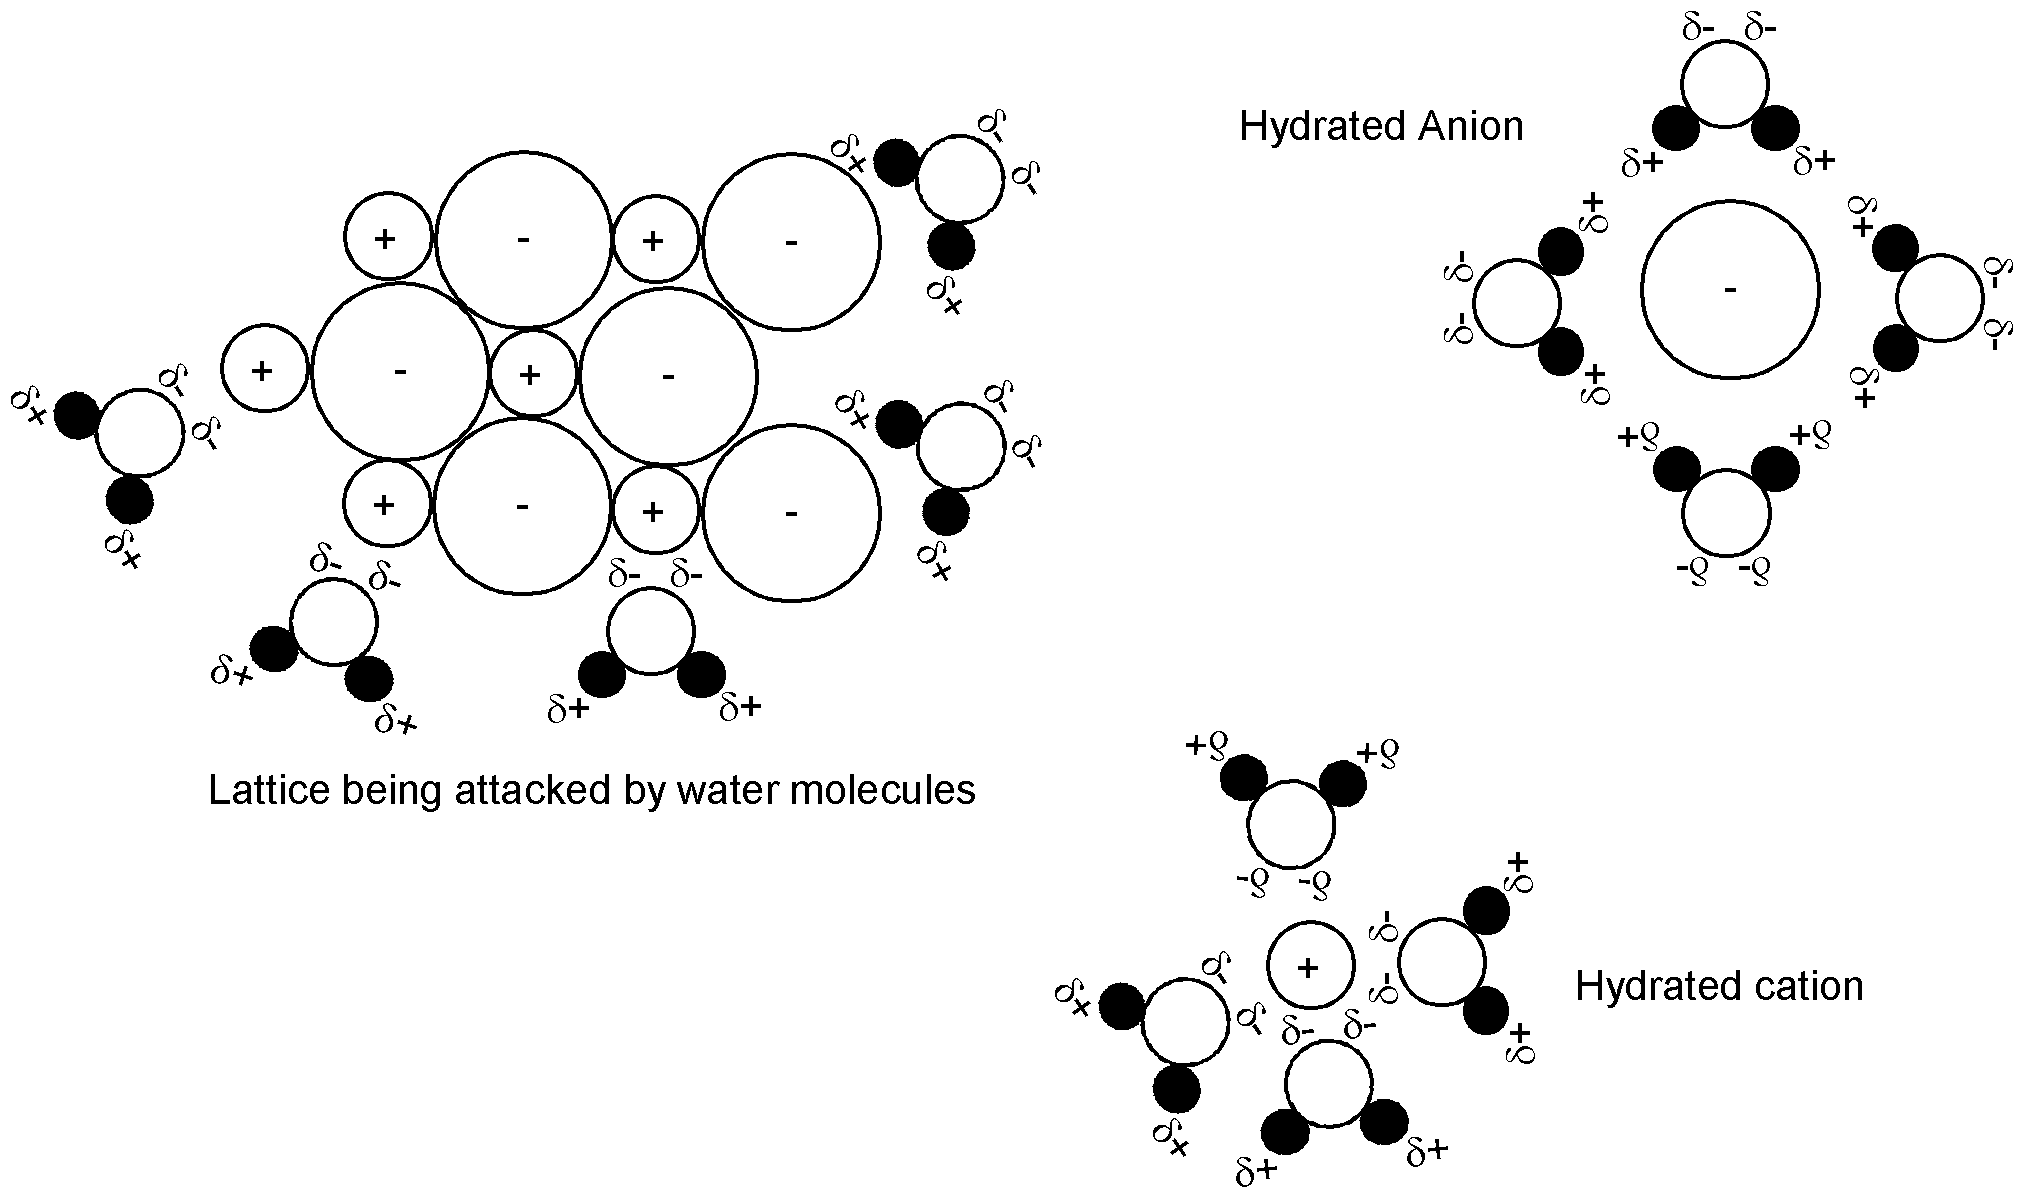 δ- δ-
Hydrated Anion
δ+ δ+
δ+ δ- δ-
δ+
+ - + -
δ- δ- δ+ δ+
-
δ+ δ+ δ- δ-
+ - + -
δ+ δ- δ-
δ+
δ+ δ- δ-
δ+
δ+ δ+
δ- δ-
+ - + -
δ- δ-
δ+ δ+
δ- δ-
δ+ δ+
Lattice being attacked by water molecules
δ+ δ+
δ- δ-
+
δ- δ-
δ+ δ+
Hydrated cation
δ+ δ- δ-
δ+
δ- δ-
δ+ δ+